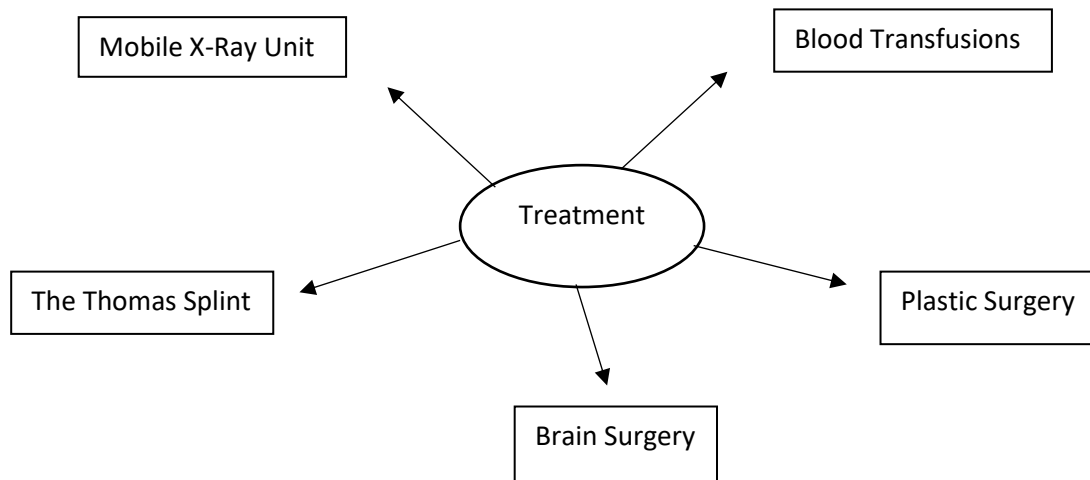 Mobile X-Ray Unit
Blood Transfusions
Treatment
The Thomas Splint
Plastic Surgery
Brain Surgery